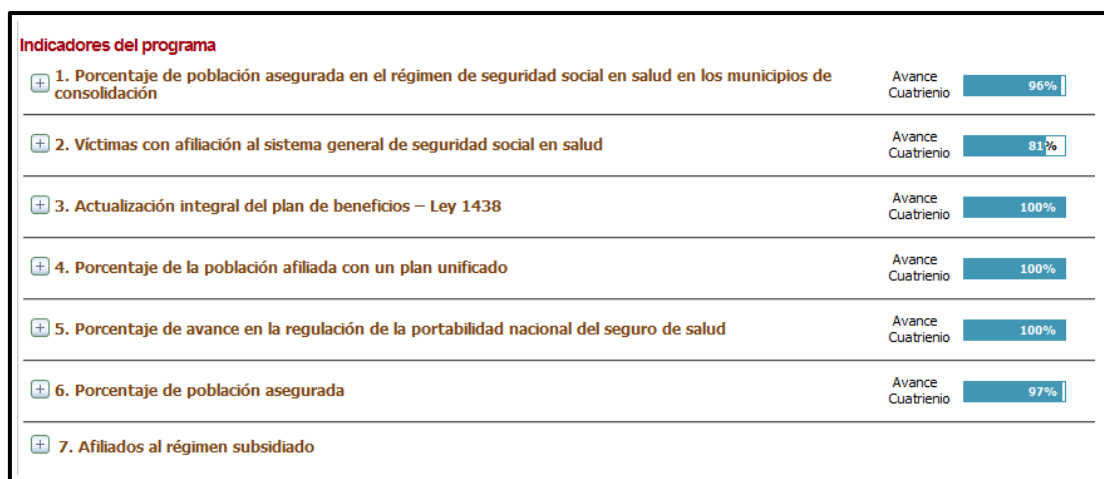 Indicadores del programa
1. Porcentaje de población asegurada en el régimen de seguridad social en salud en los municipios de
consolidación
Avance
Cuatrienio
96%
2. Víctimas con afiliación al sistema general de seguridad social en salud
Avance
Cuatrienio
81%
3. Actualización integral del plan de beneficios – Ley 1438
Avance
Cuatrienio
100%
4. Porcentaje de la población afiliada con un plan unificado
Avance
Cuatrienio
100%
5. Porcentaje de avance en la regulación de la portabilidad nacional del seguro de salud
Avance
Cuatrienio
100%
6. Porcentaje de población asegurada
Avance
Cuatrienio
97%
7. Afiliados al régimen subsidiado